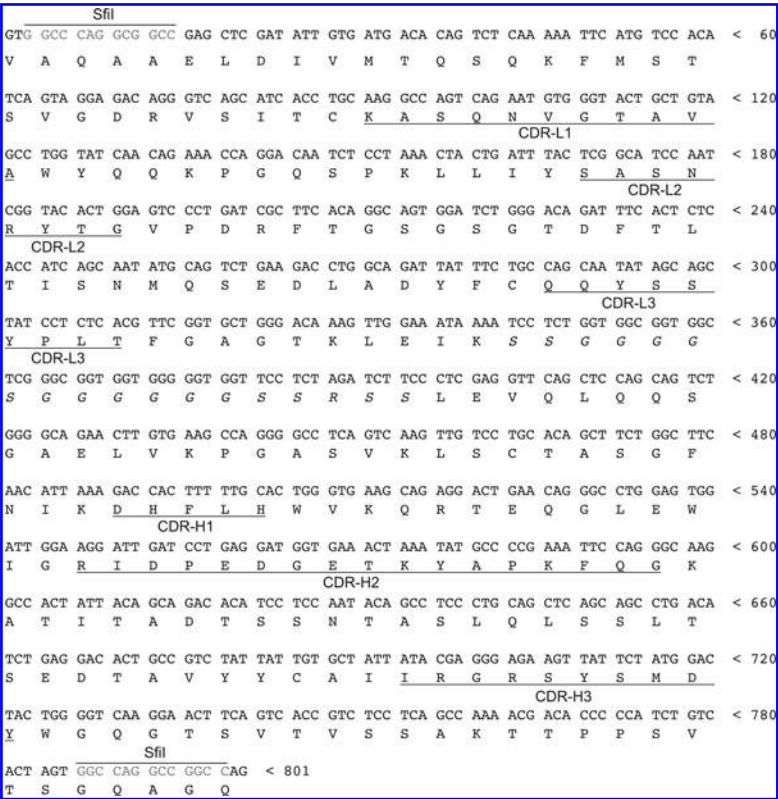 SfiI
GTG GCC CAG GCG GCC GAG CTC GAT ATT GTG ATG ACA CAG TCT CAA AAA TTC ATG TCC ACA < 60
V A Q A A E L D I V M T Q S Q K F M S T
TCA GTA GGA GAC AGG GTC AGC ATC ACC TGC AAG GCC AGT CAG AAT GTG GGT ACT GCT GTA < 120
S V G D R V S I T C K A S Q N V G T A V
CDR-L1
GCC TGG TAT CAA CAG AAA CCA GGA CAA TCT CCT AAA CTA CTG ATT TAC TCG GCA TCC AAT < 180
A W Y Q Q K P G Q S P K L L I Y S A S N
CDR-L2
CGG TAC ACT GGA GTC CCT GAT CGC TTC ACA GGC AGT GGA TCT GGG ACA GAT TTC ACT CTC < 240
R Y T G V P D R F T G S G S G T D F T L
CDR-L2
ACC ATC AGC AAT ATG CAG TCT GAA GAC CTG GCA GAT TAT TTC TGC CAG CAA TAT AGC AGC < 300
T I S N M Q S E D L A D Y F C Q Q Y S S
CDR-L3
TAT CCT CTC ACG TTC GGT GCT GGG ACA AAG TTG GAA ATA AAA TCC TCT GGT GGC GGT GGC < 360
Y P L T F G A G T K L E I K S S G G G G
CDR-L3
TCG GGC GGT GGT GGG GGT GGT TCC TCT AGA TCT TCC CTC GAG GTT CAG CTC CAG CAG TCT < 420
S G G G G G G S S R S S L E V Q L Q Q S
GGG GCA GAA CTT GTG AAG CCA GGG GCC TCA GTC AAG TTG TCC TGC ACA GCT TCT GGC TTC < 480
G A E L V K P G A S V K L S C T A S G F
AAC ATT AAA GAC CAC TTT TTG CAC TGG GTG AAG CAG AGG ACT GAA CAG GGC CTG GAG TGG < 540
N I K D H F L H W V K Q R T E Q G L E W
CDR-H1
ATT GGA AGG ATT GAT CCT GAG GAT GGT GAA ACT AAA TAT GCC CCG AAA TTC CAG GGC AAG < 600
I G R I D P E D G E T K Y A P K F Q G K
CDR-H2
GCC ACT ATT ACA GCA GAC ACA TCC TCC AAT ACA GCC TCC CTG CAG CTC AGC AGC CTG ACA < 660
A T I T A D T S S N T A S L Q L S S L T
TCT GAG GAC ACT GCC GTC TAT TAT TGT GCT ATT ATA CGA GGG AGA AGT TAT TCT ATG GAC < 720
S E D T A V Y Y C A I I R G R S Y S M D
CDR-H3
TAC TGG GGT CAA GGA ACT TCA GTC ACC GTC TCC TCA GCC AAA ACG ACA CCC CCA TCT GTC < 780
Y W G Q G T S V T V S S A K T T P P S V
SfiI
ACT AGT GGC CAG GCC GGC CAG < 801
T S G Q A G Q